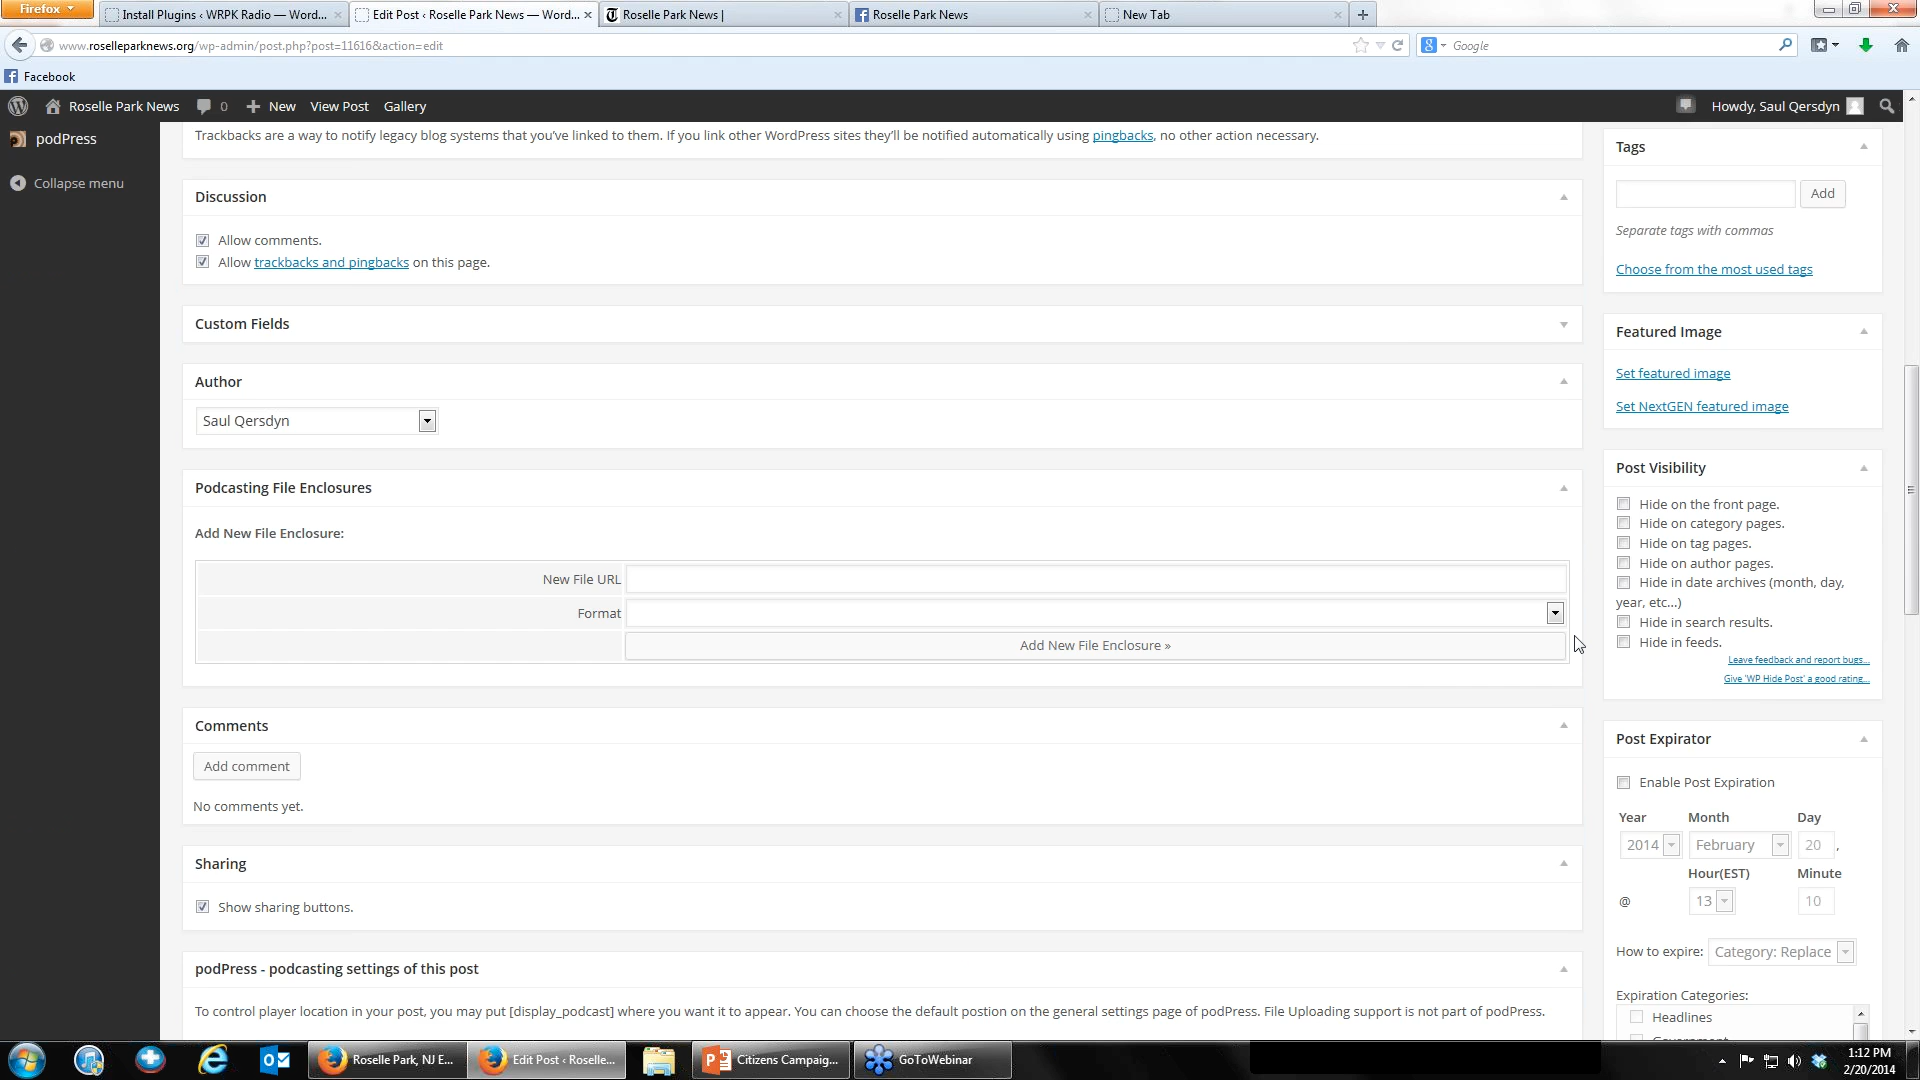 Firefox
Install Plugins ‹ WRPK Radio — Word...
Edit Post ‹ Roselle Park News — Word...
Roselle Park News |
Roselle Park News
New Tab
www.roselleparknews.org/wp-admin/post.php?post=11616&action=edit
Google
Facebook
Roselle Park News
0
New
View Post
Gallery
Howdy, Saul Qersdyn
podPress
Collapse menu
Trackbacks are a way to notify legacy blog systems that you've linked to them. If you link other WordPress sites they'll be notified automatically using pingbacks, no other action necessary.
Discussion
Allow comments.
Allow trackbacks and pingbacks on this page.
Custom Fields
Author
Saul Qersdyn
Podcasting File Enclosures
Add New File Enclosure:
New File URL
Format
Add New File Enclosure »
Comments
Add comment
No comments yet.
Sharing
Show sharing buttons.
podPress - podcasting settings of this post
To control player location in your post, you may put [display_podcast] where you want it to appear. You can choose the default postion on the general settings page of podPress. File Uploading support is not part of podPress.
Tags
Add
Separate tags with commas
Choose from the most used tags
Featured Image
Set featured image
Set NextGEN featured image
Post Visibility
Hide on the front page.
Hide on category pages.
Hide on tag pages.
Hide on author pages.
Hide in date archives (month, day,
year, etc...)
Hide in search results.
Hide in feeds.
Leave feedback and report bugs...
Give 'WP Hide Post' a good rating...
Post Expirator
Enable Post Expiration
Year Month Day
2014 February 20 ,
Hour(EST) Minute
@ 13 10
How to expire: Category: Replace
Expiration Categories:
Headlines
Roselle Park, NJ E...
Edit Post ‹ Roselle...
Citizens Campaig...
GoToWebinar
1:12 PM
2/20/2014